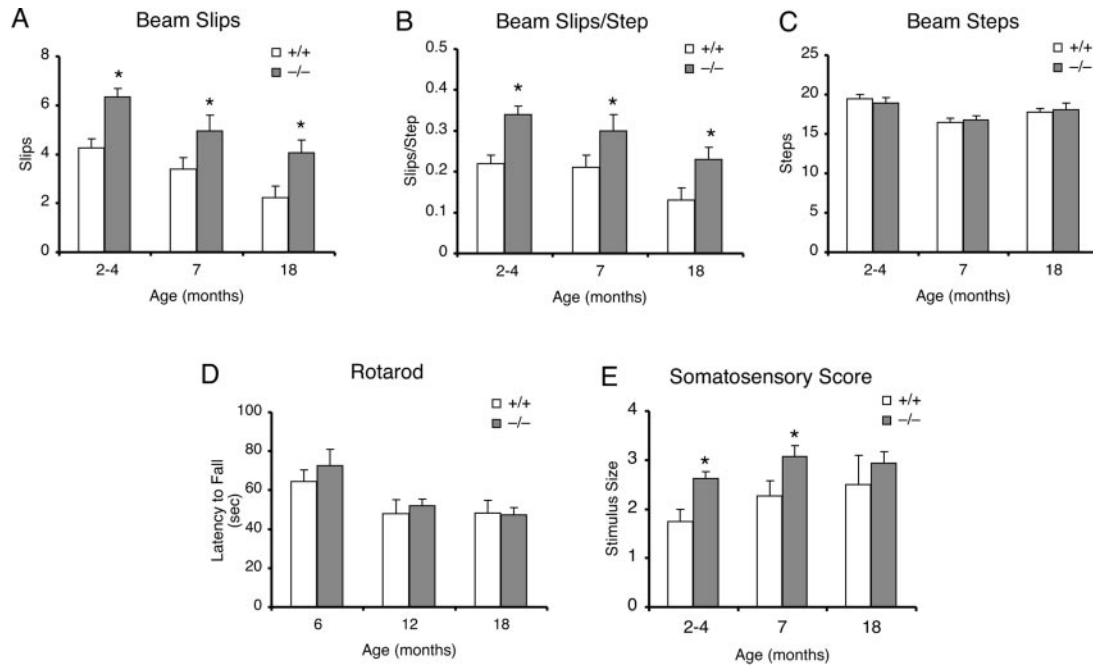 A
Beam Slips
+/+
–/–
8
6
4
2
0
Slips
*
*
*
2-4
7
18
Age (months)
B
Beam Slips/Step
+/+
–/–
0.5
0.4
0.3
0.2
0.1
0
Slips/Step
*
*
*
2-4
7
18
Age (months)
C
Beam Steps
+/+
–/–
25
20
15
10
5
0
Steps
2-4
7
18
Age (months)
D
Rotarod
+/+
–/–
100
80
60
40
20
0
Latency to Fall
(sec)
6
12
18
Age (months)
E
Somatosensory Score
+/+
–/–
4
3
2
1
0
Stimulus Size
*
*
2-4
7
18
Age (months)